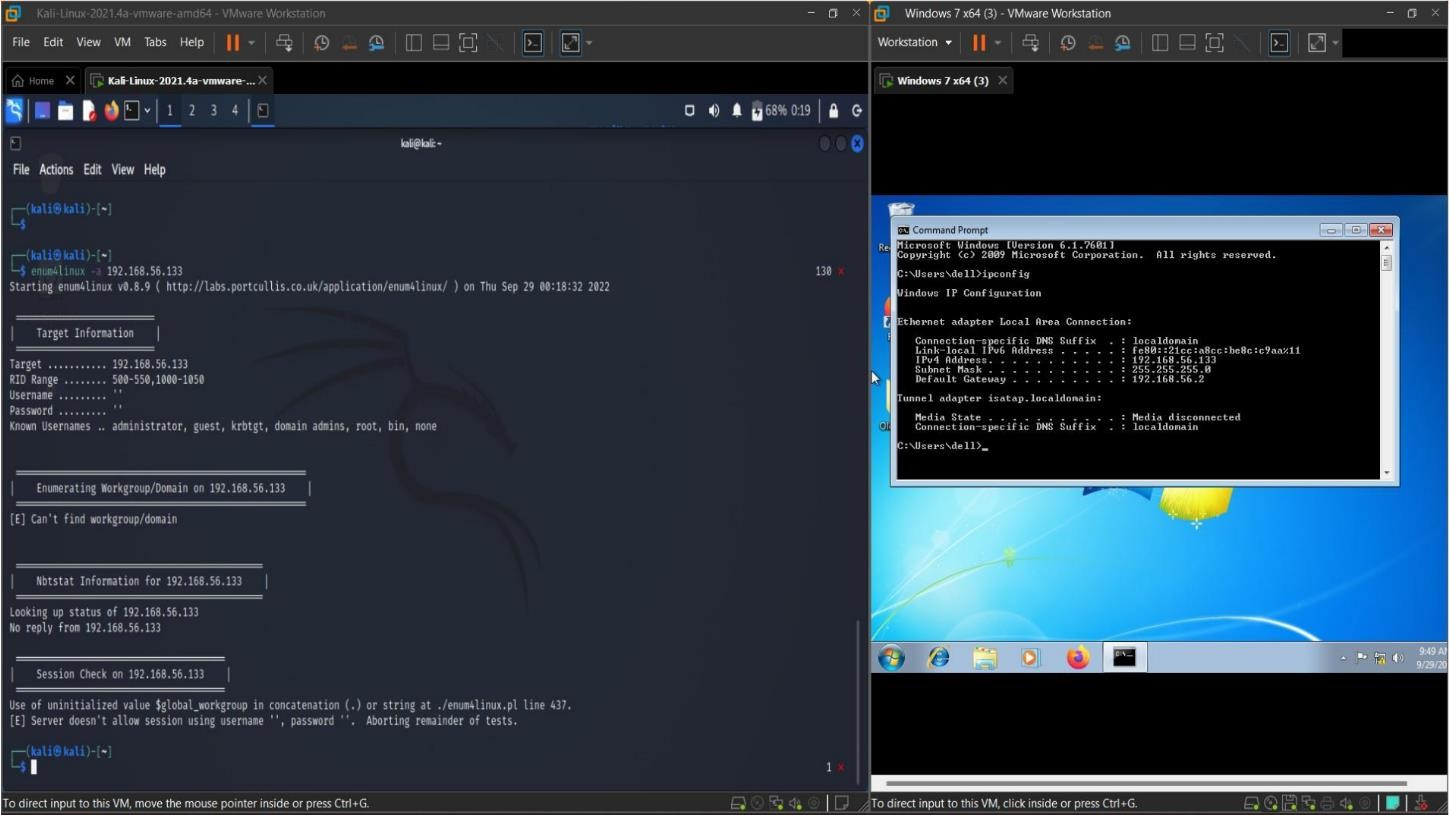 Kali-Linux-2021.4a-vmware-amd64 - VMware Workstation
File Edit View VM Tabs Help
Home
Kali-Linux-2021.4a-vmware-...
1 2 3 4
68% 0:19
kali@kali: ~
File Actions Edit View Help
(kali㉿kali)-[~]
$
(kali㉿kali)-[~]
$ enum4linux -a 192.168.56.133
130
Starting enum4linux v0.8.9 ( http://labs.portcullis.co.uk/application/enum4linux/ ) on Thu Sep 29 00:18:32 2022
| Target Information |
Target ........... 192.168.56.133
RID Range ........ 500-550,1000-1050
Username ......... ''
Password ......... ''
Known Usernames .. administrator, guest, krbtgt, domain admins, root, bin, none
| Enumerating Workgroup/Domain on 192.168.56.133 |
[E] Can't find workgroup/domain
| Nbtstat Information for 192.168.56.133 |
Looking up status of 192.168.56.133
No reply from 192.168.56.133
| Session Check on 192.168.56.133 |
Use of uninitialized value $global_workgroup in concatenation (.) or string at ./enum4linux.pl line 437.
[E] Server doesn't allow session using username '', password ''. Aborting remainder of tests.
(kali㉿kali)-[~]
$
1
To direct input to this VM, move the mouse pointer inside or press Ctrl+G.
Windows 7 x64 (3) - VMware Workstation
Workstation
Windows 7 x64 (3)
Command Prompt
Microsoft Windows [Version 6.1.7601]
Copyright (c) 2009 Microsoft Corporation. All rights reserved.
C:\Users\dell>ipconfig
Windows IP Configuration
Ethernet adapter Local Area Connection:
Connection-specific DNS Suffix . : localdomain
Link-local IPv6 Address . . . . . : fe80::21cc:a8cc:be8c:c9aa%11
IPv4 Address. . . . . . . . . . . : 192.168.56.133
Subnet Mask . . . . . . . . . . . : 255.255.255.0
Default Gateway . . . . . . . . . : 192.168.56.2
Tunnel adapter isatap.localdomain:
Media State . . . . . . . . . . . : Media disconnected
Connection-specific DNS Suffix . : localdomain
C:\Users\dell>_
9:49 AM
9/29/20
To direct input to this VM, click inside or press Ctrl+G.